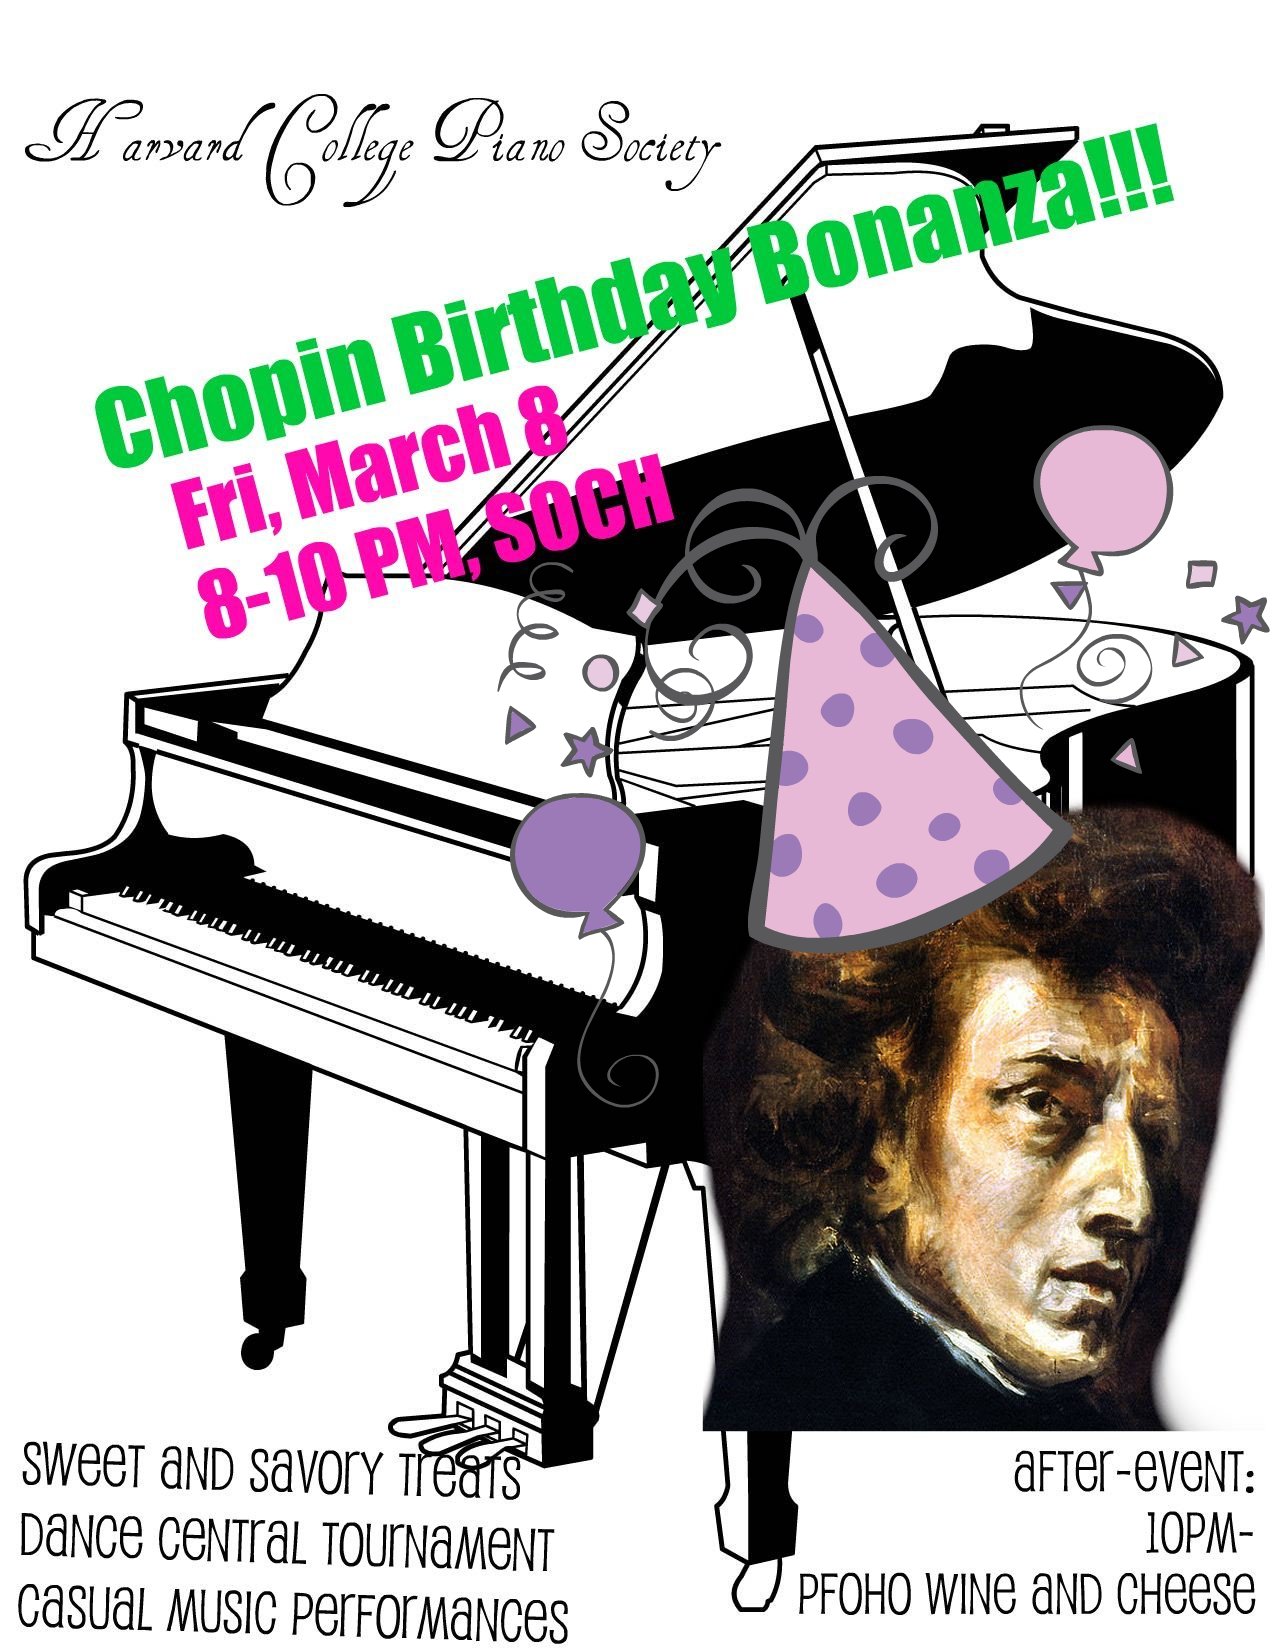 Harvard College Piano Society
Chopin Birthday Bonanza!!!
Fri, March 8
8-10 PM, SOCH
Sweet and Savory Treats
Dance Central Tournament
Casual Music Performances
After-Event:
10PM-
PFOHO Wine and Cheese